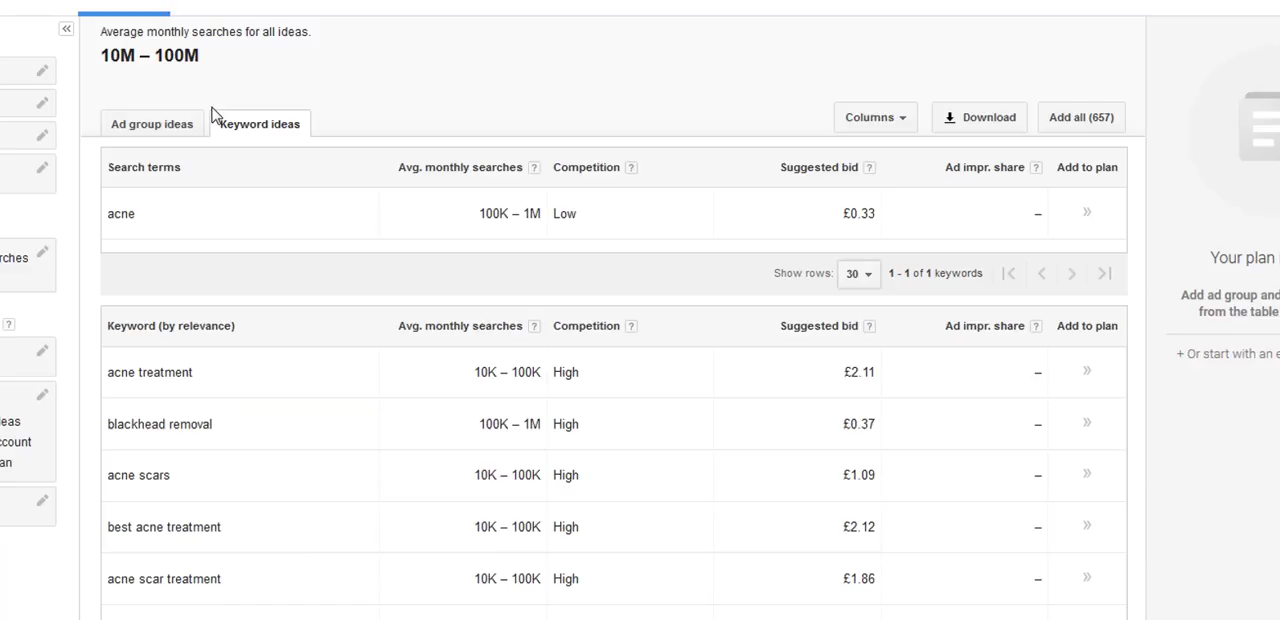 Average monthly searches for all ideas.
10M – 100M
Ad group ideas
Keyword ideas
Columns
Download
Add all (657)
Search terms Avg. monthly searches ? Competition ? Suggested bid ? Ad impr. share ? Add to plan
acne 100K – 1M Low £0.33 – »
Show rows: 30 1 - 1 of 1 keywords
Keyword (by relevance) Avg. monthly searches ? Competition ? Suggested bid ? Ad impr. share ? Add to plan
acne treatment 10K – 100K High £2.11 – »
blackhead removal 100K – 1M High £0.37 – »
acne scars 10K – 100K High £1.09 – »
best acne treatment 10K – 100K High £2.12 – »
acne scar treatment 10K – 100K High £1.86 – »
rches
?
eas
ccount
an
Your plan
Add ad group and
from the table
+ Or start with an e